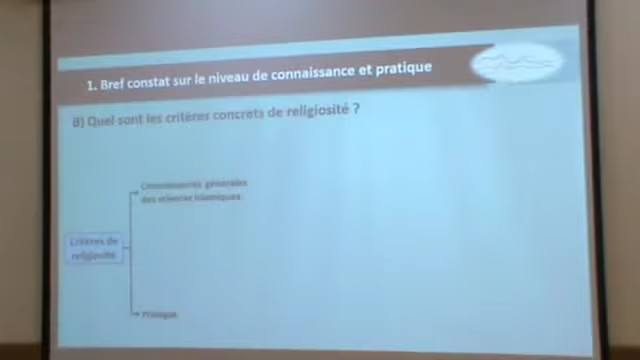 1. Bref constat sur le niveau de connaissance et pratique
B) Quel sont les critères concrets de religiosité ?
Connaissances générales
des sciences islamiques
Critères de
religiosité
Pratique